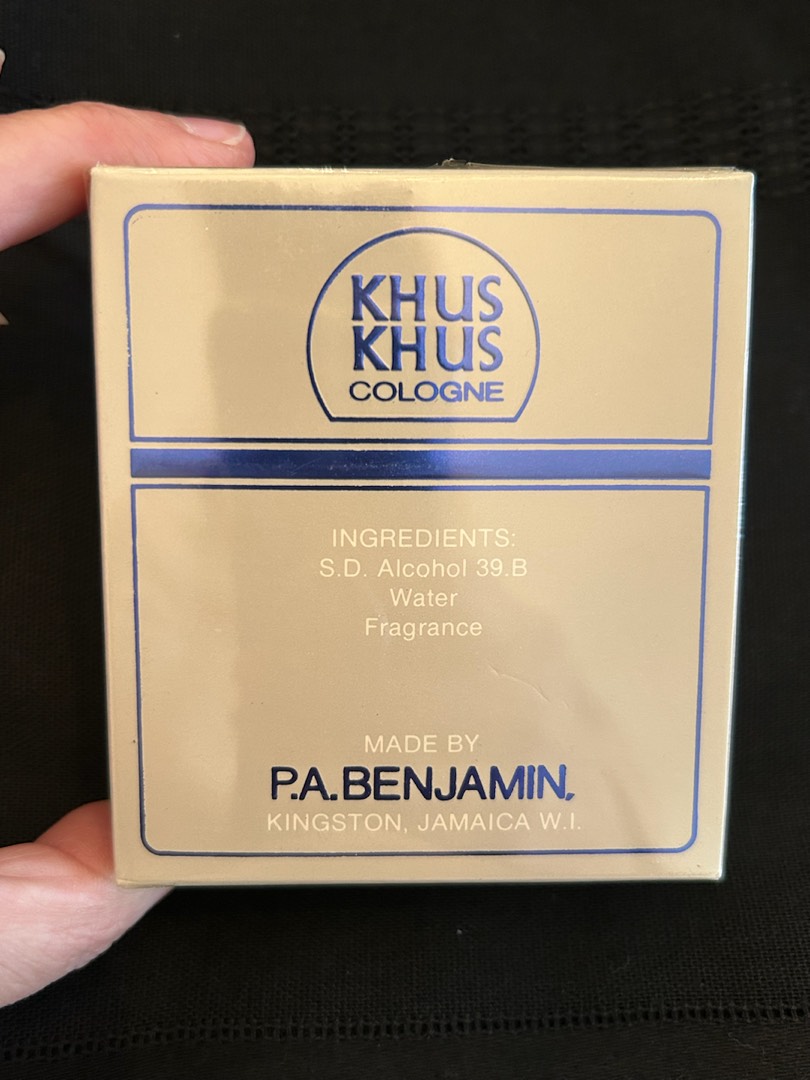 KHUS
KHUS
COLOGNE
INGREDIENTS:
S.D. Alcohol 39.B
Water
Fragrance
MADE BY
P.A.BENJAMIN,
KINGSTON, JAMAICA W.I.